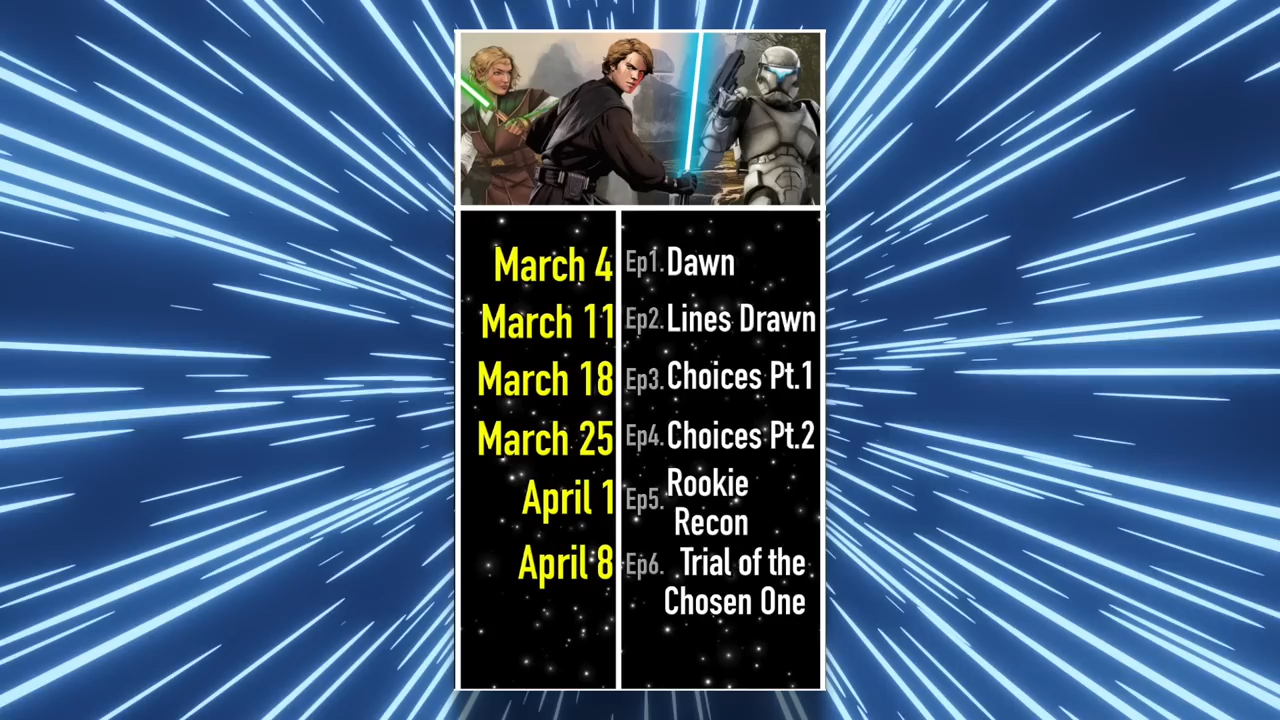 March 4 Ep1. Dawn
March 11 Ep2. Lines Drawn
March 18 Ep3. Choices Pt.1
March 25 Ep4. Choices Pt.2
April 1 Ep5. Rookie
Recon
April 8 Ep6. Trial of the
Chosen One